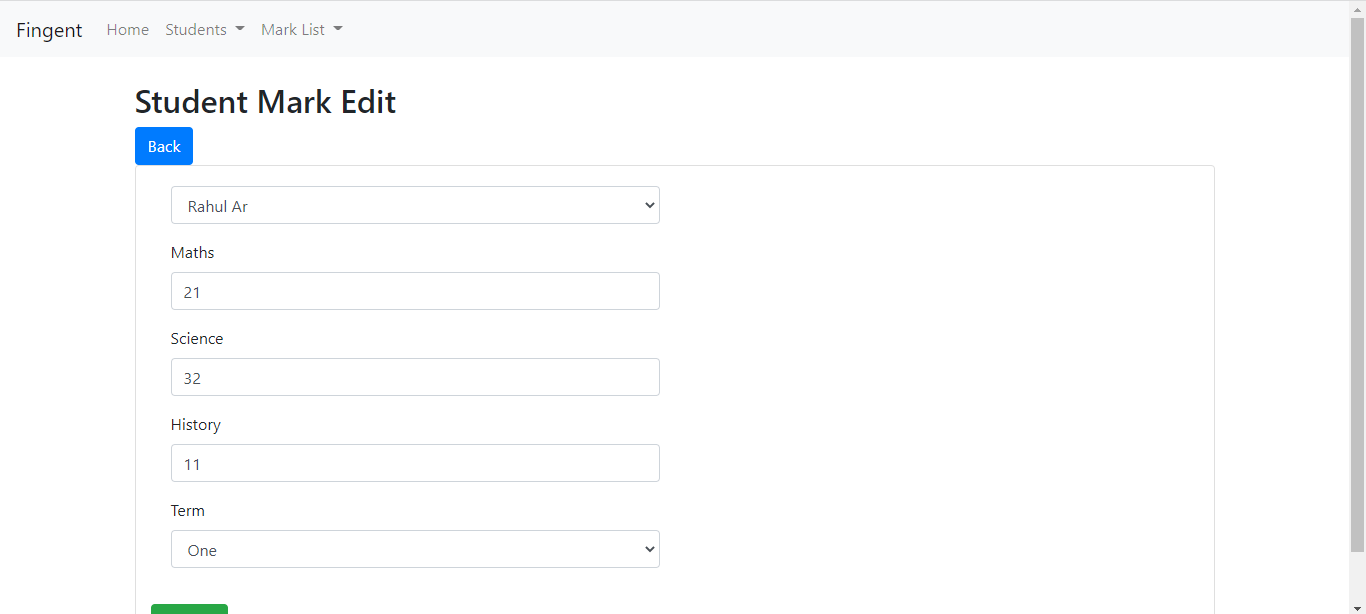 Fingent Home Students Mark List
Student Mark Edit
Back
Rahul Ar
Maths
21
Science
32
History
11
Term
One